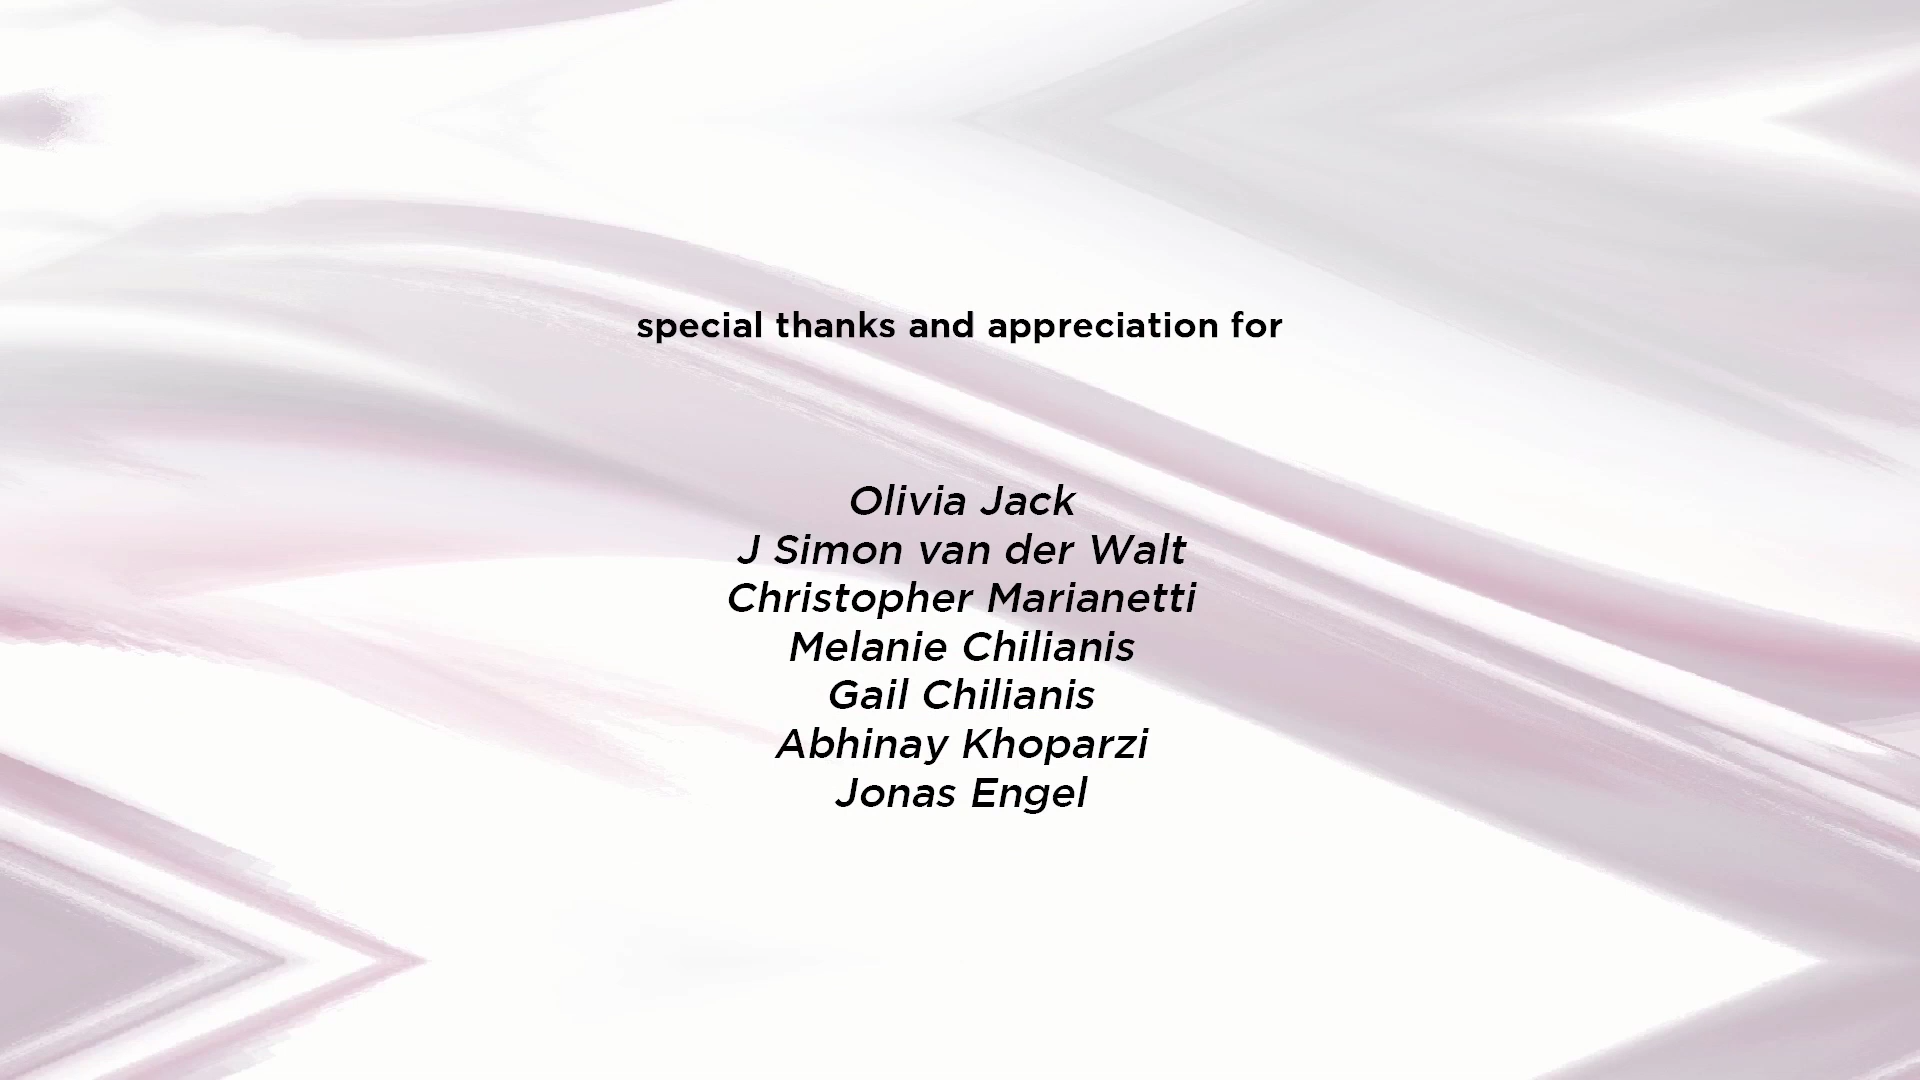 special thanks and appreciation for
Olivia Jack
J Simon van der Walt
Christopher Marianetti
Melanie Chilianis
Gail Chilianis
Abhinay Khoparzi
Jonas Engel